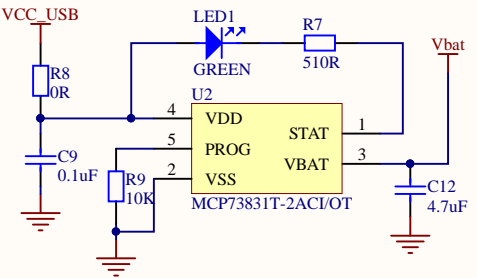 VCC_USB
LED1
R7
Vbat
GREEN
510R
R8
0R
U2
4
VDD
STAT
1
5
PROG
2
VSS
VBAT
3
C9
0.1uF
R9
10K
MCP73831T-2ACI/OT
C12
4.7uF